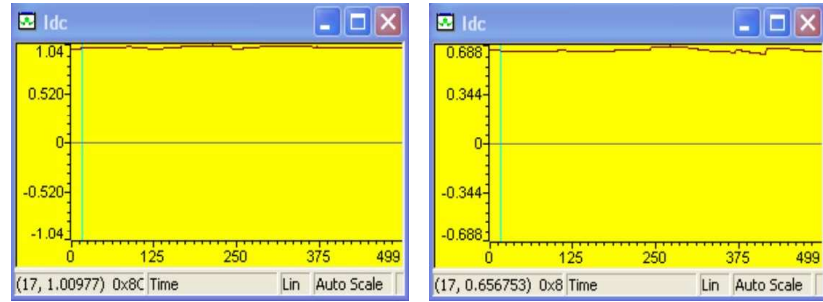 Idc
1.04
0.520
0
-0.520
-1.04
0 125 250 375 499
(17, 1.00977) 0x8C Time Lin Auto Scale
Idc
0.688
0.344
0
-0.344
-0.688
0 125 250 375 499
(17, 0.656753) 0x8 Time Lin Auto Scale